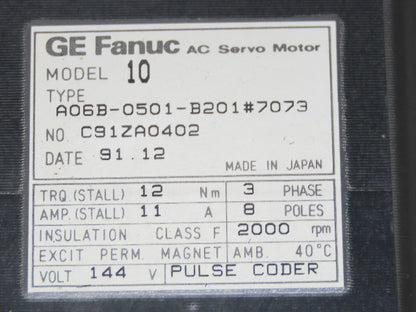 GE Fanuc AC Servo Motor
MODEL 10
TYPE
A06B-0501-B201#7073
NO. C91ZA0402
DATE 91.12
MADE IN JAPAN
TRQ.(STALL) 12 Nm 3 PHASE
AMP.(STALL) 11 A 8 POLES
INSULATION CLASS F 2000 rpm
EXCIT PERM. MAGNET AMB. 40°C
VOLT 144 V PULSE CODER